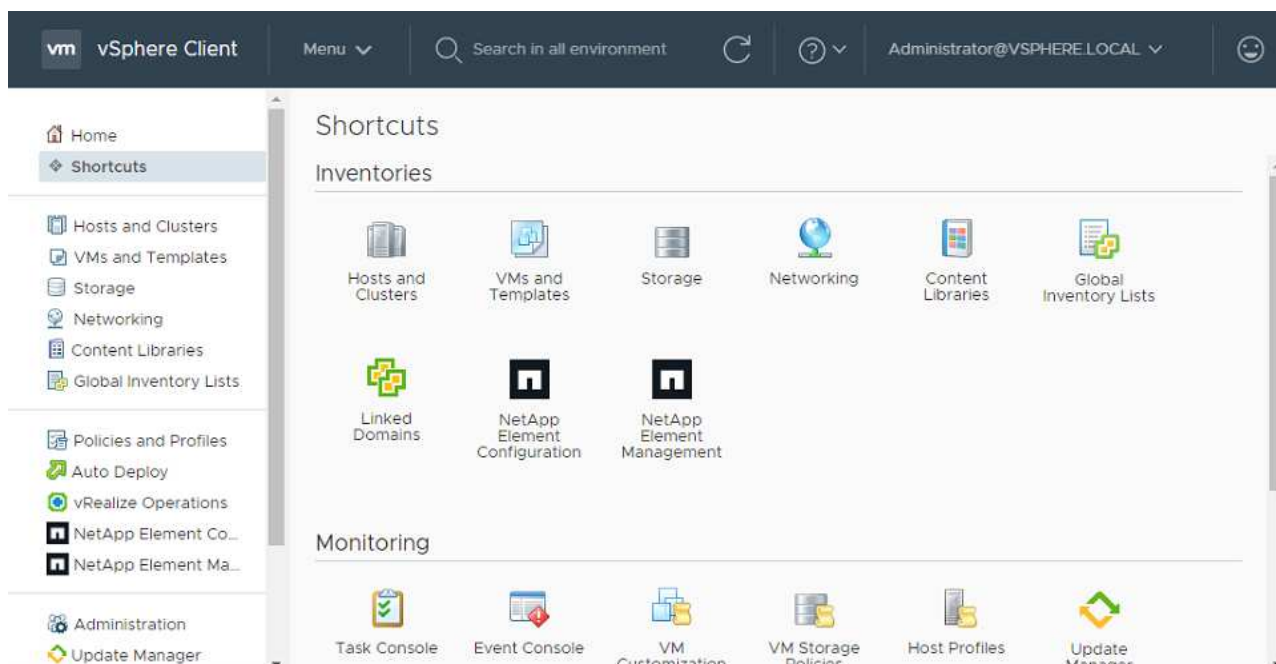 vm vSphere Client Menu Search in all environment Administrator@VSPHERE.LOCAL
Home
Shortcuts
Hosts and Clusters
VMs and Templates
Storage
Networking
Content Libraries
Global Inventory Lists
Policies and Profiles
Auto Deploy
vRealize Operations
NetApp Element Co...
NetApp Element Ma...
Administration
Update Manager
Shortcuts
Inventories
Hosts and
Clusters
VMs and
Templates
Storage
Networking
Content
Libraries
Global
Inventory Lists
Linked
Domains
NetApp
Element
Configuration
NetApp
Element
Management
Monitoring
Task Console
Event Console
VM
Customization
VM Storage
Policies
Host Profiles
Update
Manager